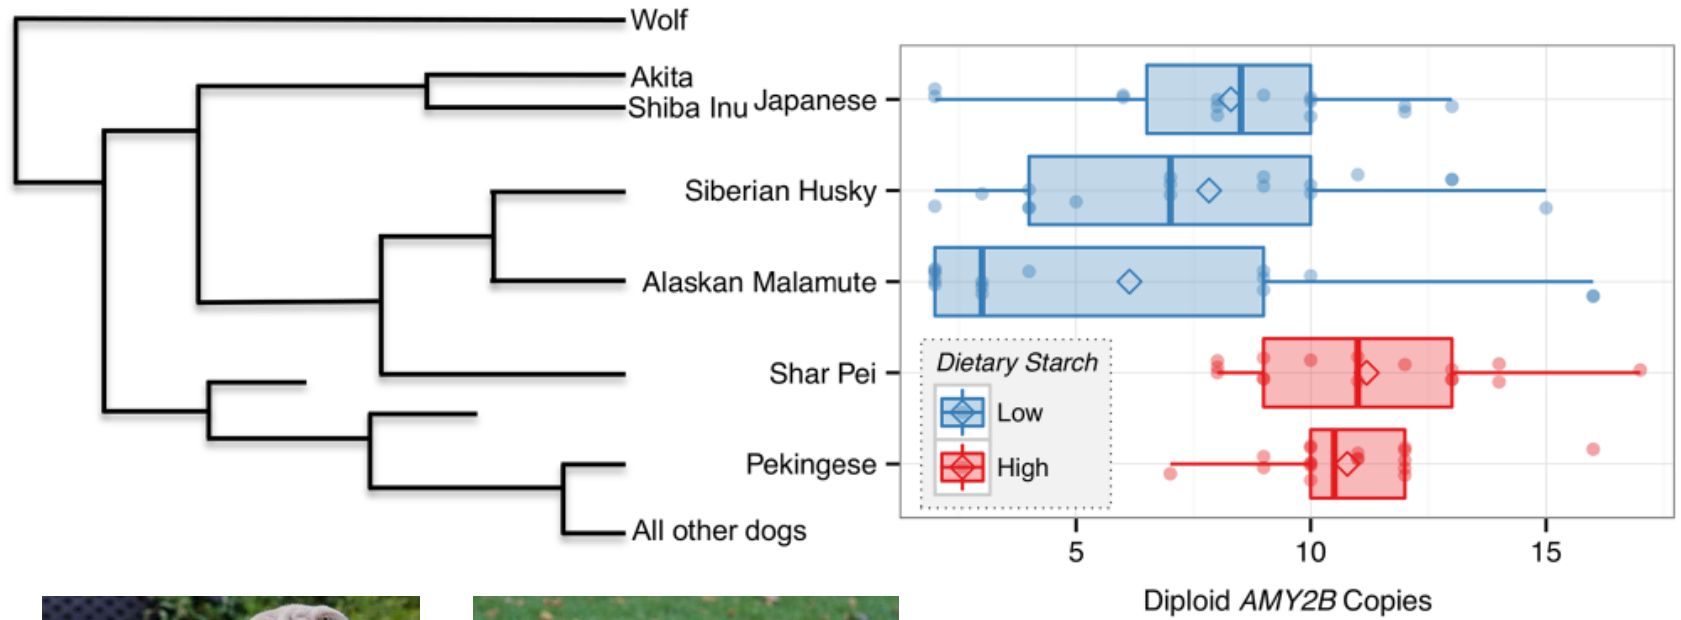 Wolf
Akita
Shiba Inu
Japanese
Siberian Husky
Alaskan Malamute
Shar Pei
Pekingese
All other dogs
Dietary Starch
Low
High
5 10 15
Diploid AMY2B Copies